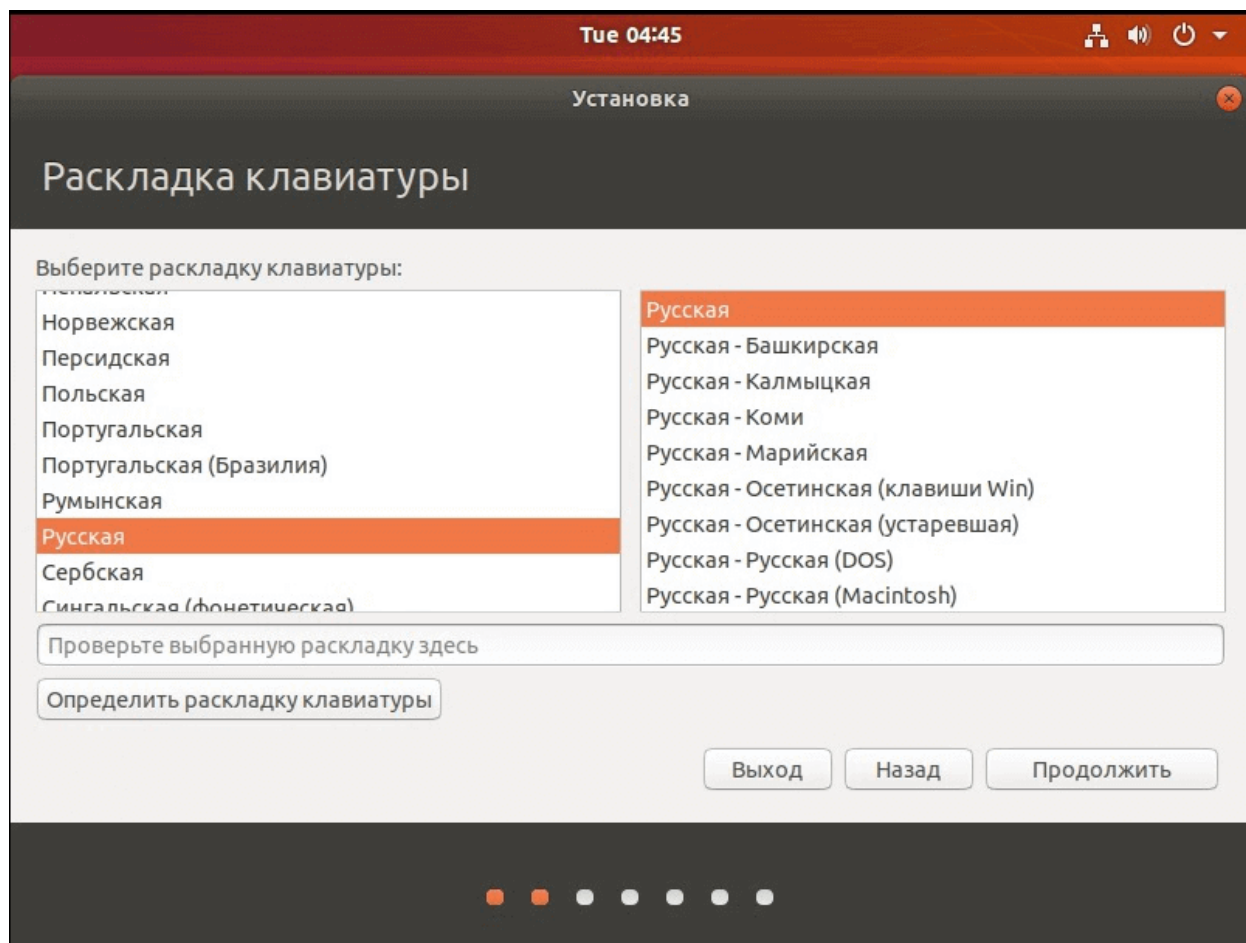 Tue 04:45
Установка
Раскладка клавиатуры
Выберите раскладку клавиатуры:
Норвежская
Персидская
Польская
Португальская
Португальская (Бразилия)
Румынская
Русская
Сербская
Сингальская (фонетическая)
Русская
Русская - Башкирская
Русская - Калмыцкая
Русская - Коми
Русская - Марийская
Русская - Осетинская (клавиши Win)
Русская - Осетинская (устаревшая)
Русская - Русская (DOS)
Русская - Русская (Macintosh)
Проверьте выбранную раскладку здесь
Определить раскладку клавиатуры
Выход
Назад
Продолжить